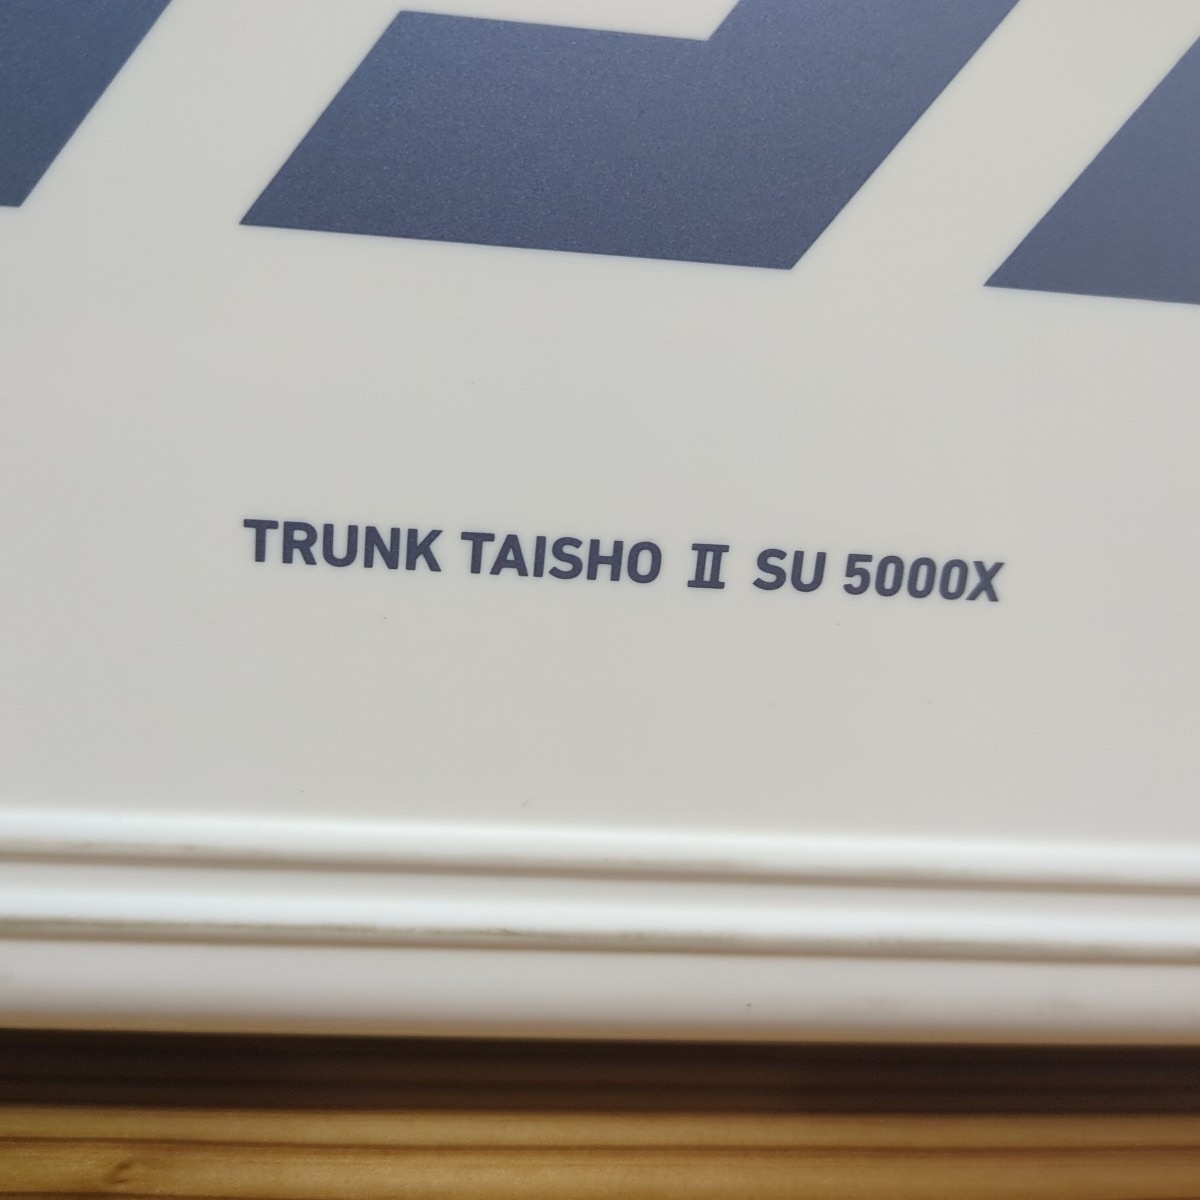 TRUNK TAISHO Ⅱ SU 5000X